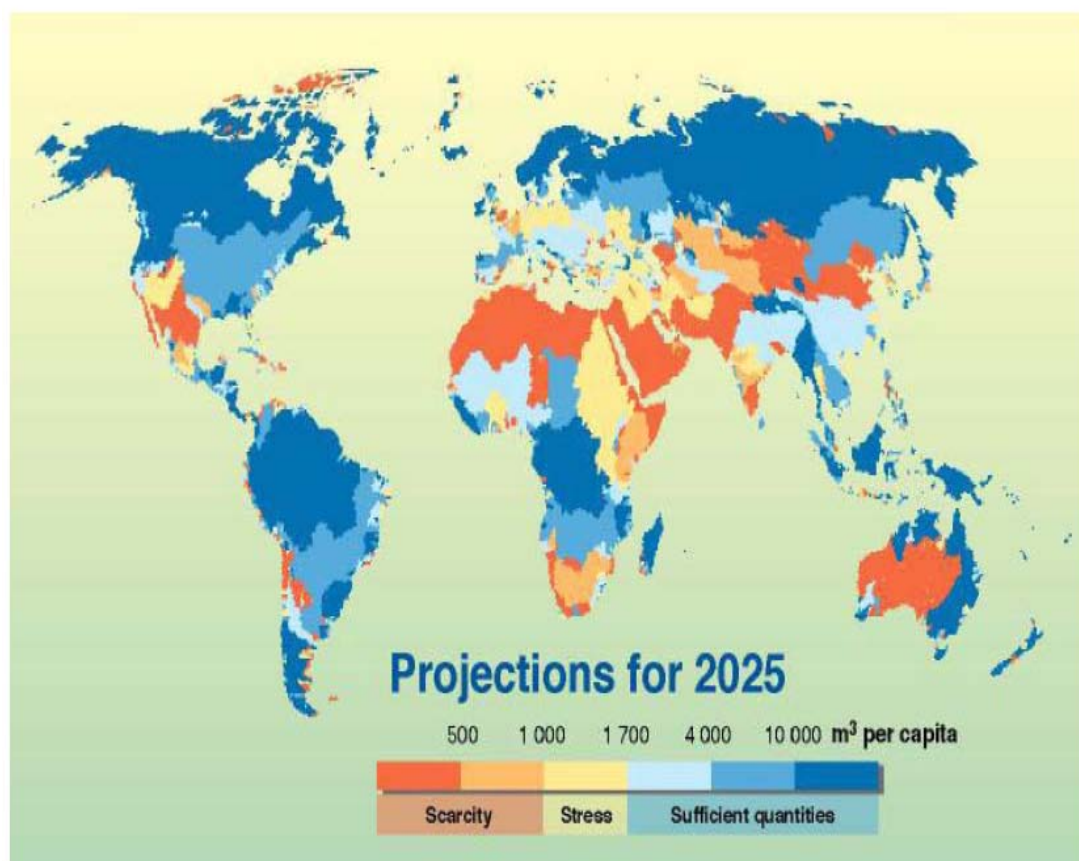 Projections for 2025
500 1 000 1 700 4 000 10 000 m³ per capita
Scarcity Stress Sufficient quantities